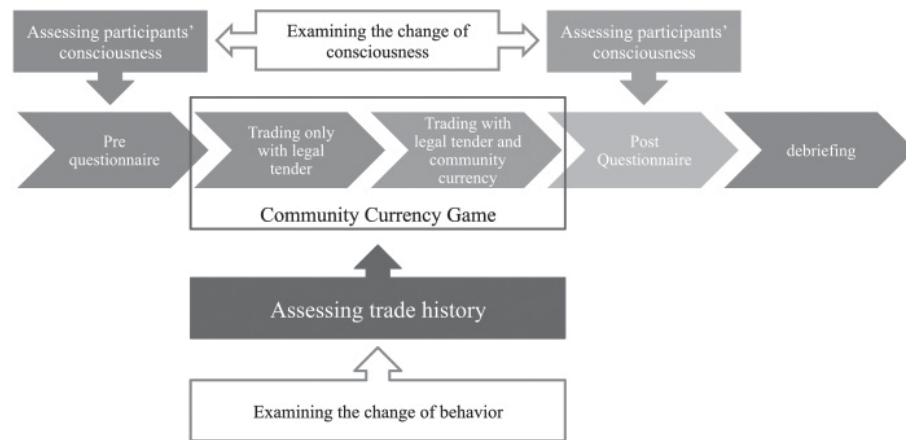 Assessing participants'
consciousness
Examining the change of
consciousness
Assessing participants'
consciousness
Pre
questionnaire
Trading only
with legal
tender
Trading with
legal tender and
community
currency
Post
Questionnaire
debriefing
Community Currency Game
Assessing trade history
Examining the change of behavior